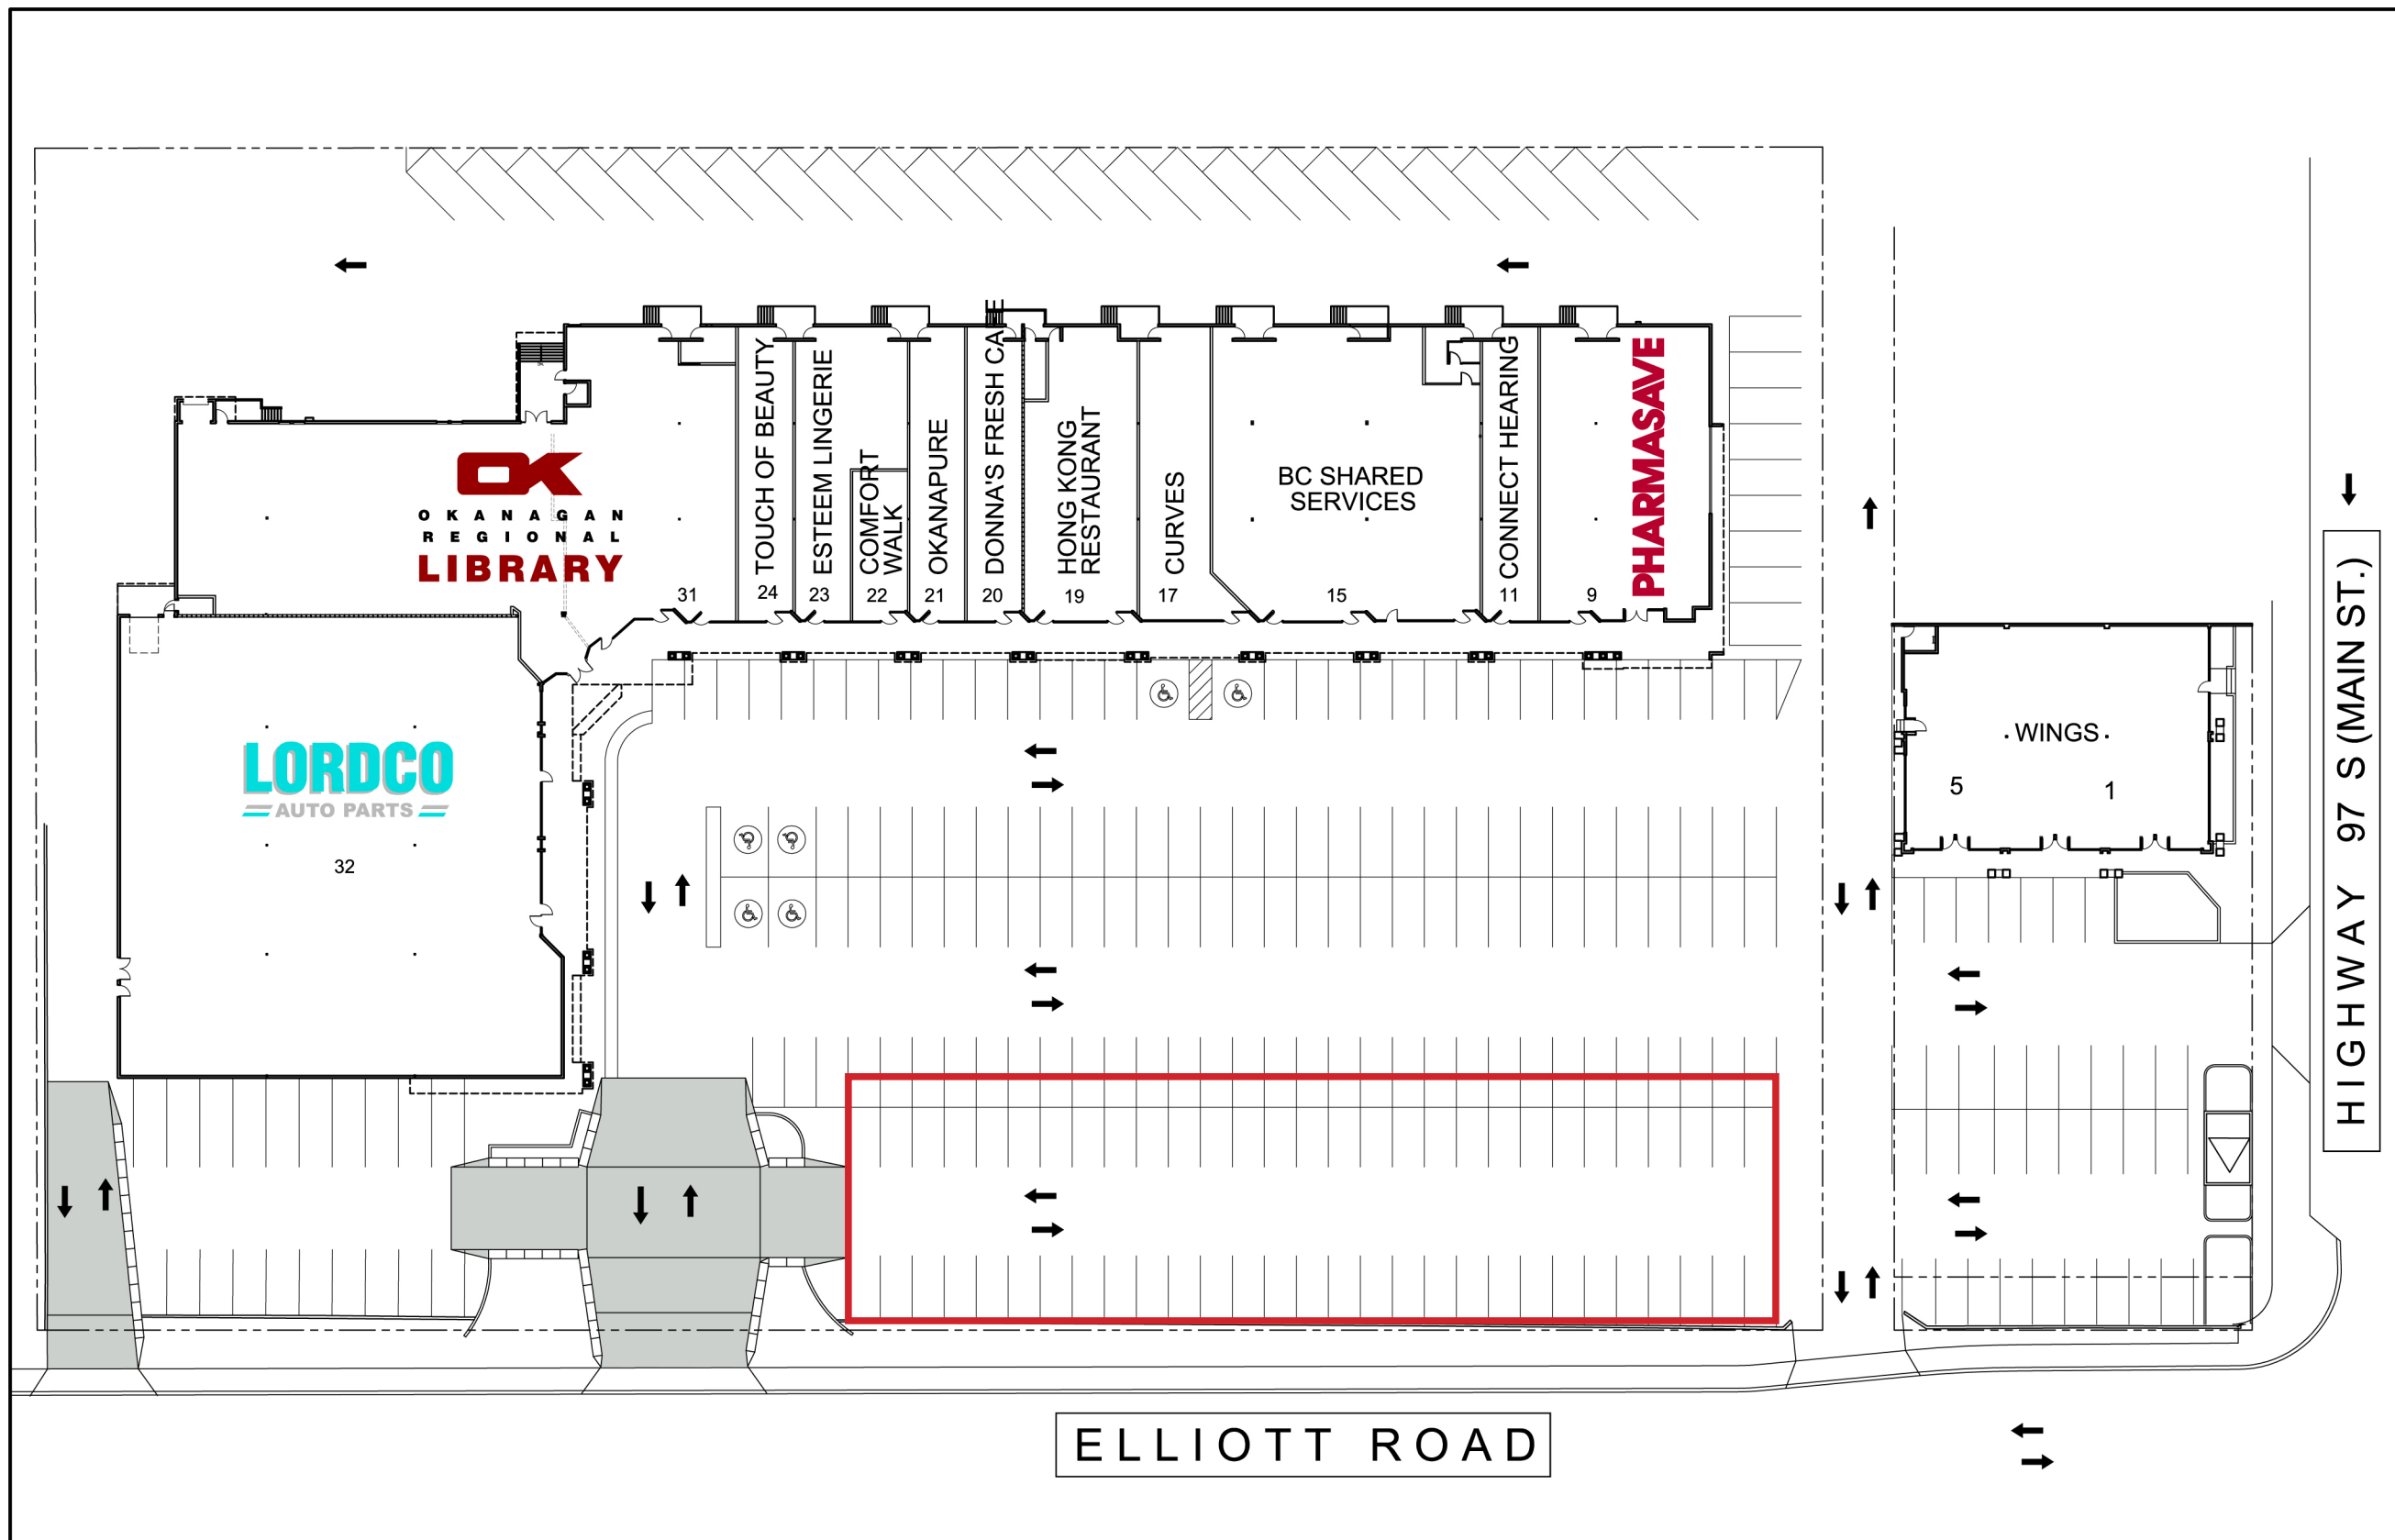 OK
OKANAGAN
REGIONAL
LIBRARY
31
TOUCH OF BEAUTY
24
ESTEEM LINGERIE
23
COMFORT
WALK
22
OKANAPURE
21
DONNA'S FRESH CAFE
20
HONG KONG
RESTAURANT
19
CURVES
17
BC SHARED
SERVICES
15
CONNECT HEARING
11
PHARMASAVE
9
LORDCO
AUTO PARTS
32
WINGS
5
1
HIGHWAY 97 S (MAIN ST.)
ELLIOTT ROAD